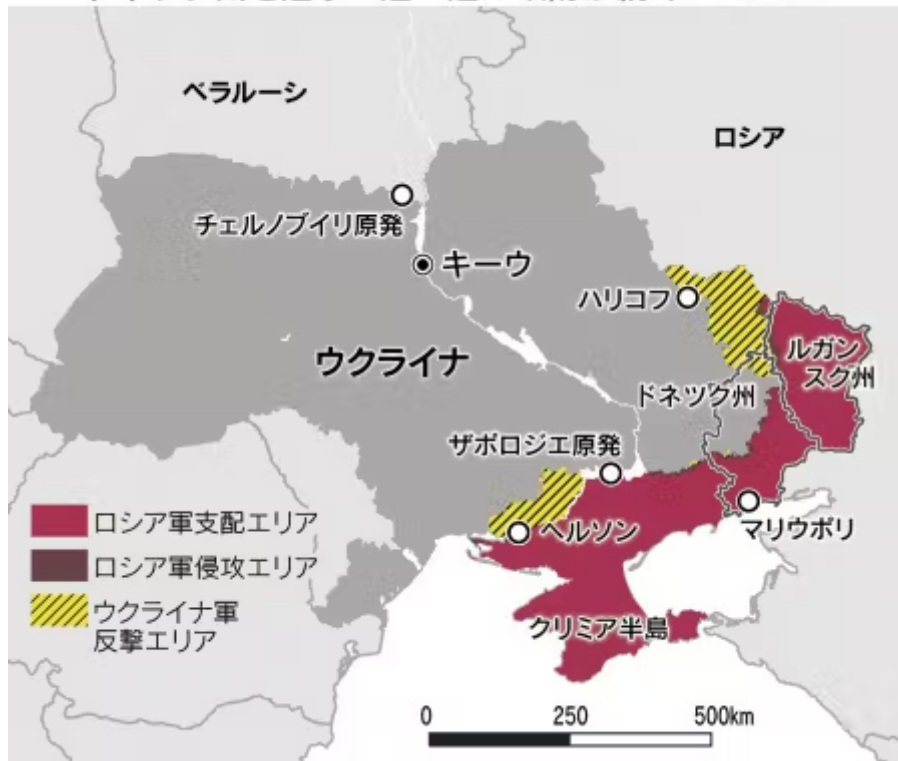 ベラルーシ
ロシア
チェルノブイリ原発
キーウ
ハリコフ
ウクライナ
ルガン
スク州
ドネツク州
ザポロジエ原発
ロシア軍支配エリア
ヘルソン
マリウポリ
ロシア軍侵攻エリア
ウクライナ軍
反撃エリア
クリミア半島
0 250 500km